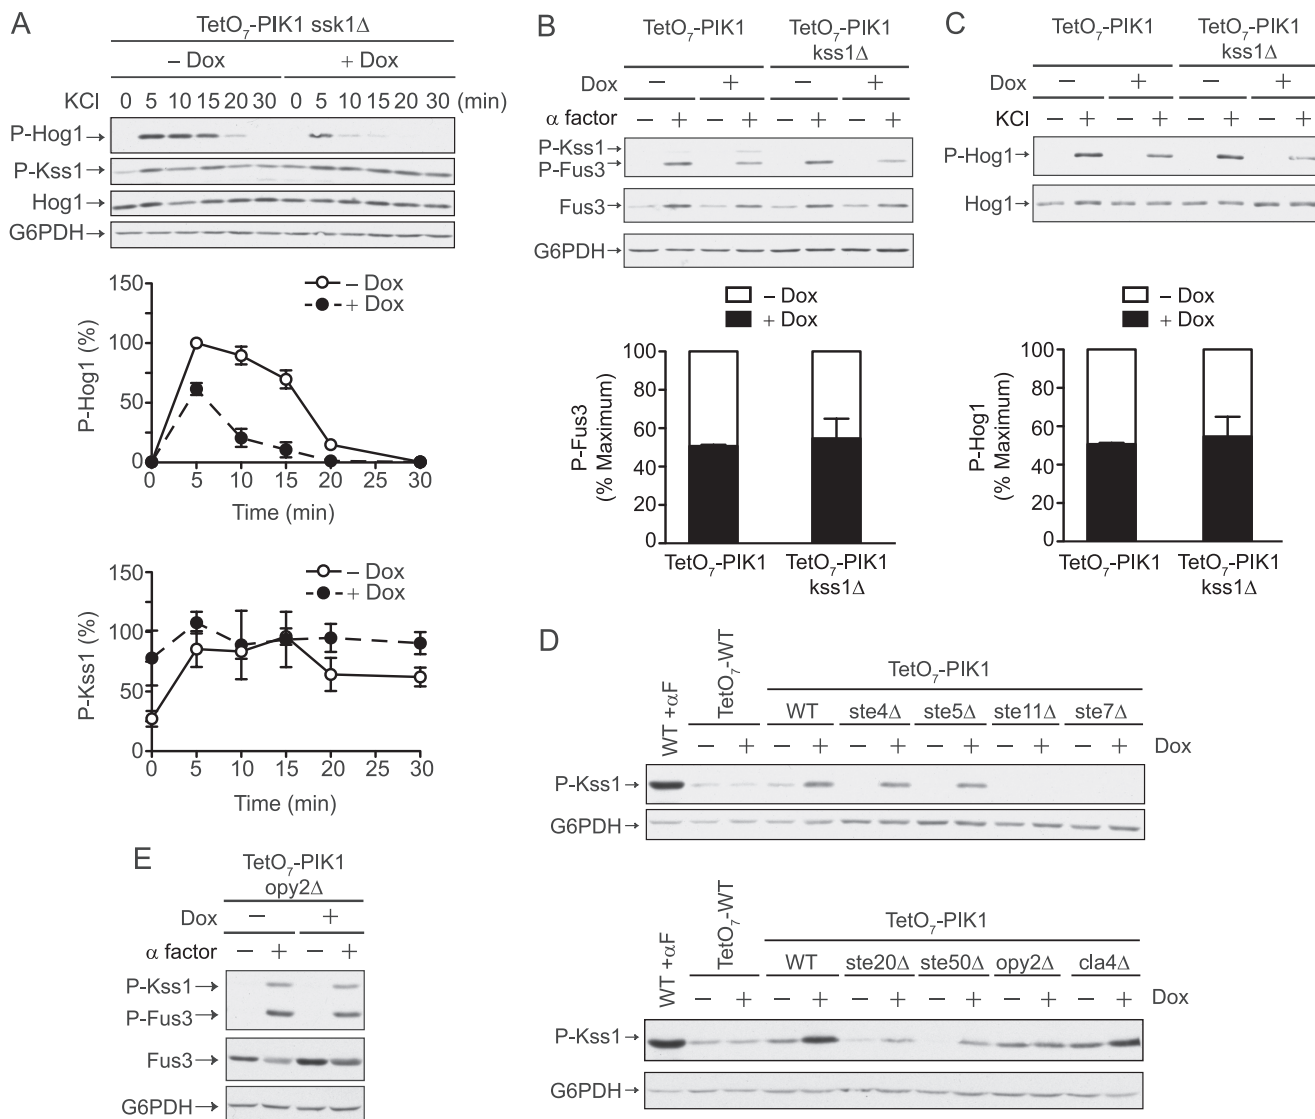 A
TetO7-PIK1 ssk1Δ
– Dox + Dox
KCl 0 5 10 15 20 30 0 5 10 15 20 30 (min)
P-Hog1
P-Kss1
Hog1
G6PDH
150
100
50
0
P-Hog1 (%)
– Dox
+ Dox
0 5 10 15 20 25 30
Time (min)
150
100
50
0
P-Kss1 (%)
– Dox
+ Dox
0 5 10 15 20 25 30
Time (min)
B
TetO7-PIK1 TetO7-PIK1
kss1Δ
Dox – + – +
α factor – + – + – + – +
P-Kss1
P-Fus3
Fus3
G6PDH
– Dox
+ Dox
100
80
60
40
20
0
P-Fus3
(% Maximum)
TetO7-PIK1 TetO7-PIK1
kss1Δ
C
TetO7-PIK1 TetO7-PIK1
kss1Δ
Dox – + – +
KCl – + – + – + – +
P-Hog1
Hog1
– Dox
+ Dox
100
80
60
40
20
0
P-Hog1
(% Maximum)
TetO7-PIK1 TetO7-PIK1
kss1Δ
D
WT +αF
TetO7-WT
TetO7-PIK1
WT ste4Δ ste5Δ ste11Δ ste7Δ
– + – + – + – + – + – + Dox
P-Kss1
G6PDH
WT +αF
TetO7-WT
TetO7-PIK1
WT ste20Δ ste50Δ opy2Δ cla4Δ
– + – + – + – + – + – + Dox
P-Kss1
G6PDH
E
TetO7-PIK1
opy2Δ
Dox – +
α factor – + – +
P-Kss1
P-Fus3
Fus3
G6PDH